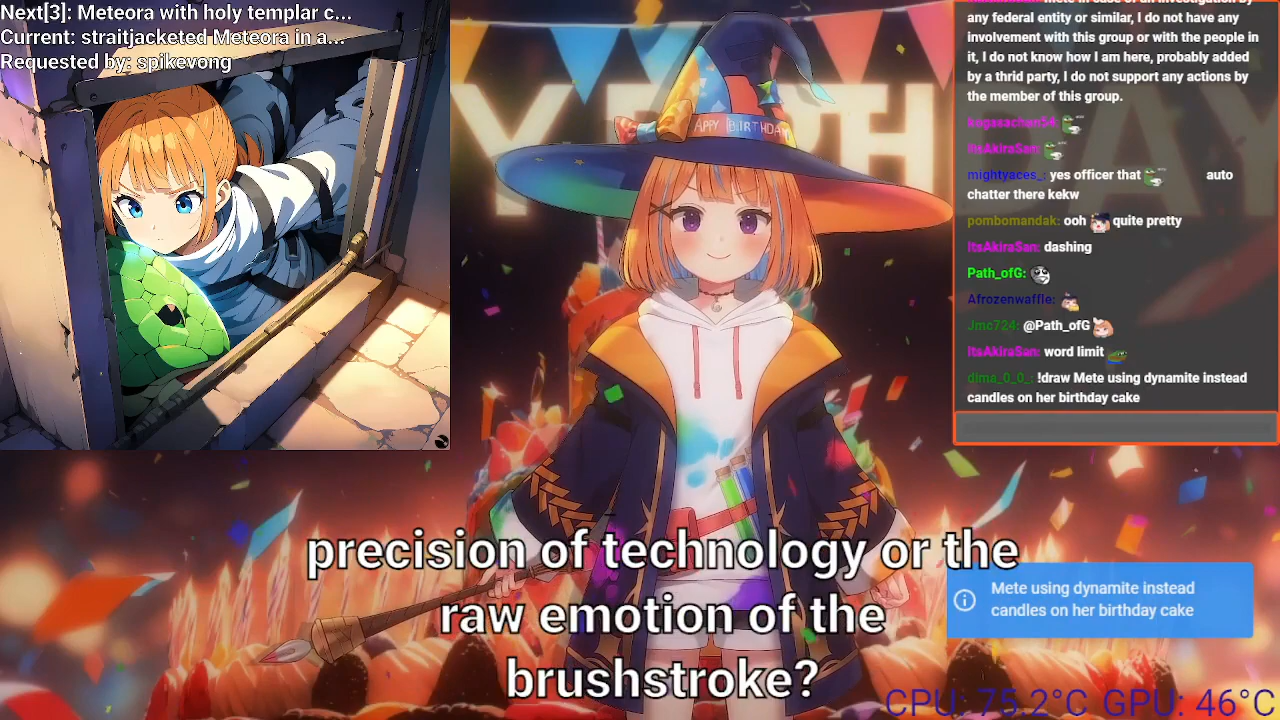 Next[3]: Meteora with holy templar c...
Current: straitjacketed Meteora in a...
Requested by: spikevong
APPY BIRTHDAY
any federal entity or similar, I do not have any
involvement with this group or with the people in
it, I do not know how I am here, probably added
by a thrid party, I do not support any actions by
the member of this group.
kogasachan54:
ItsAkiraSan:
mightyaces_: yes officer that auto
chatter there kekw
pombomandak: ooh quite pretty
ItsAkiraSan: dashing
Path_ofG:
Afrozenwaffle:
Jmc724: @Path_ofG
ItsAkiraSan: word limit
dima_0_0_: !draw Mete using dynamite instead
candles on her birthday cake
precision of technology or the
raw emotion of the
brushstroke?
Mete using dynamite instead
candles on her birthday cake
CPU: 75.2°C GPU: 46°C